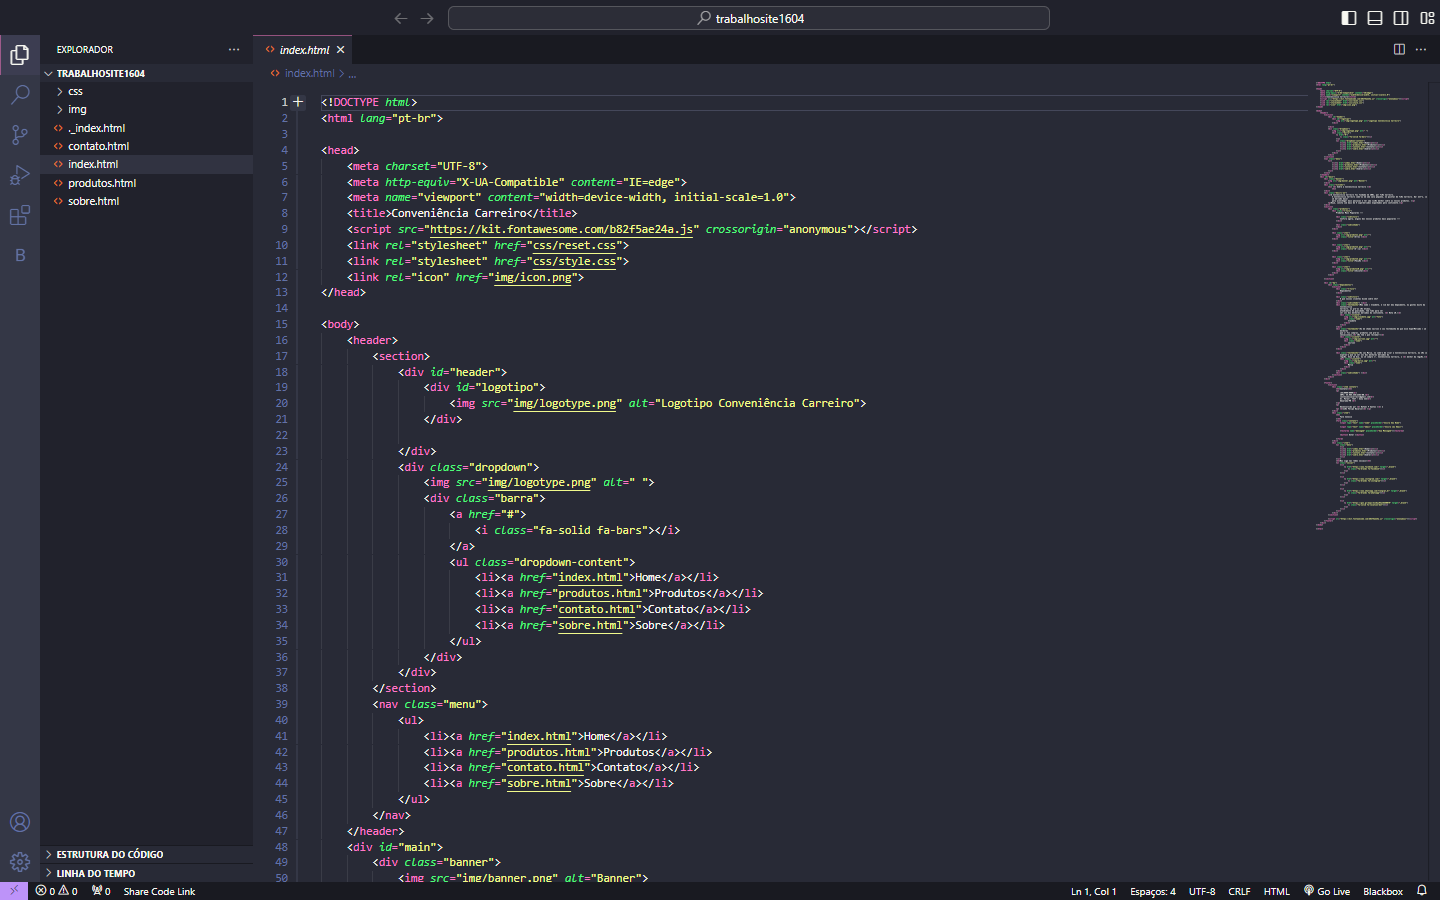 trabalhosite1604
EXPLORADOR
TRABALHOSITE1604
css
img
._index.html
contato.html
index.html
produtos.html
sobre.html
ESTRUTURA DO CÓDIGO
LINHA DO TEMPO
index.html
index.html > ...
1 <!DOCTYPE html>
2 <html lang="pt-br">
3
4 <head>
5 <meta charset="UTF-8">
6 <meta http-equiv="X-UA-Compatible" content="IE=edge">
7 <meta name="viewport" content="width=device-width, initial-scale=1.0">
8 <title>Conveniência Carreiro</title>
9 <script src="https://kit.fontawesome.com/b82f5ae24a.js" crossorigin="anonymous"></script>
10 <link rel="stylesheet" href="css/reset.css">
11 <link rel="stylesheet" href="css/style.css">
12 <link rel="icon" href="img/icon.png">
13 </head>
14
15 <body>
16 <header>
17 <section>
18 <div id="header">
19 <div id="logotipo">
20 <img src="img/logotype.png" alt="Logotipo Conveniência Carreiro">
21 </div>
22
23 </div>
24 <div class="dropdown">
25 <img src="img/logotype.png" alt=" ">
26 <div class="barra">
27 <a href="#">
28 <i class="fa-solid fa-bars"></i>
29 </a>
30 <ul class="dropdown-content">
31 <li><a href="index.html">Home</a></li>
32 <li><a href="produtos.html">Produtos</a></li>
33 <li><a href="contato.html">Contato</a></li>
34 <li><a href="sobre.html">Sobre</a></li>
35 </ul>
36 </div>
37 </div>
38 </section>
39 <nav class="menu">
40 <ul>
41 <li><a href="index.html">Home</a></li>
42 <li><a href="produtos.html">Produtos</a></li>
43 <li><a href="contato.html">Contato</a></li>
44 <li><a href="sobre.html">Sobre</a></li>
45 </ul>
46 </nav>
47 </header>
48 <div id="main">
49 <div class="banner">
50 <img src="img/banner.png" alt="Banner">
B
0 0 0 Share Code Link
Ln 1, Col 1 Espaços: 4 UTF-8 CRLF HTML Go Live Blackbox